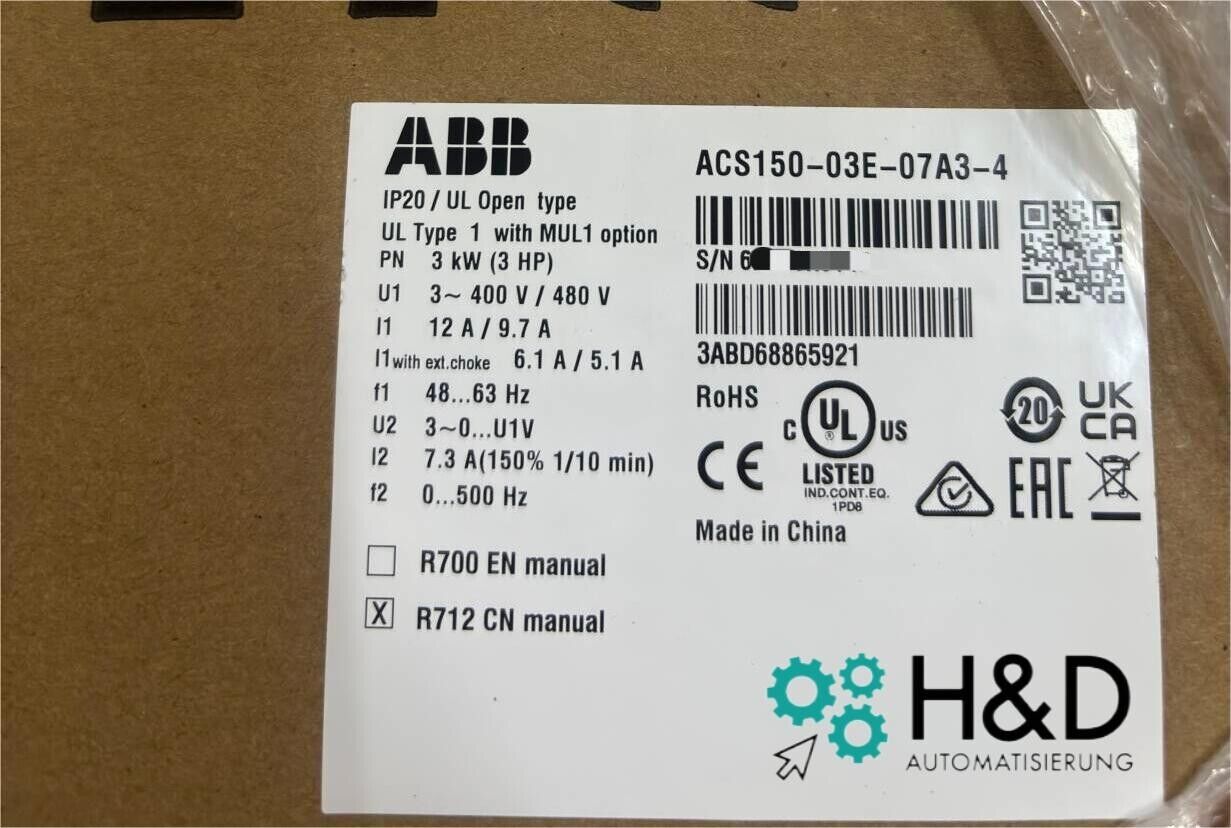 ABB
IP20 / UL Open type
UL Type 1 with MUL1 option
PN 3 kW (3 HP)
U1 3~ 400 V / 480 V
I1 12 A / 9.7 A
I1 with ext.choke 6.1 A / 5.1 A
f1 48...63 Hz
U2 3~0...U1V
I2 7.3 A(150% 1/10 min)
f2 0...500 Hz
R700 EN manual
X R712 CN manual
ACS150-03E-07A3-4
S/N 6
3ABD68865921
RoHS
C UL ® US
LISTED
IND.CONT.EQ.
1PD8
CE
20
UK
CA
EAC
Made in China
H&D
AUTOMATISIERUNG